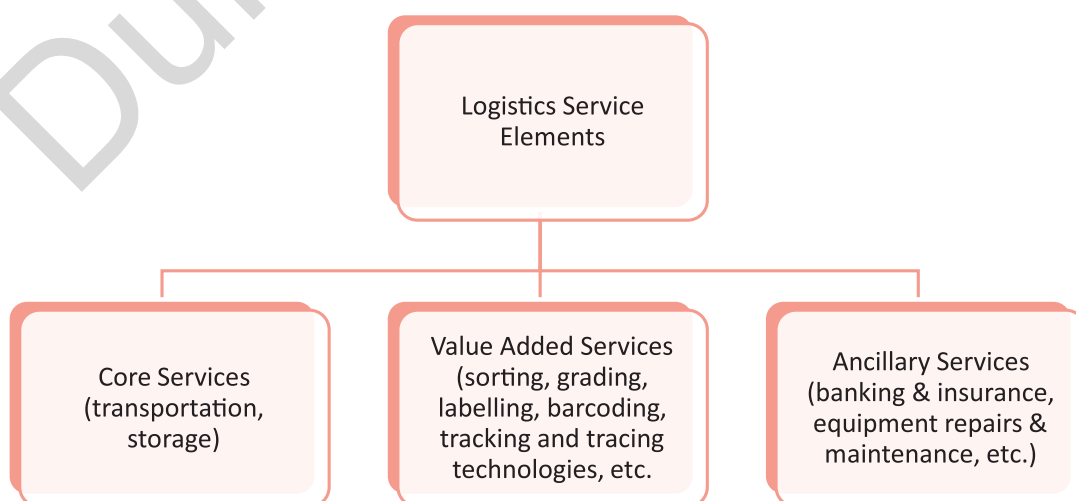 Logistics Service
Elements
Core Services
(transportation,
storage)
Value Added Services
(sorting, grading,
labelling, barcoding,
tracking and tracing
technologies, etc.
Ancillary Services
(banking & insurance,
equipment repairs &
maintenance, etc.)